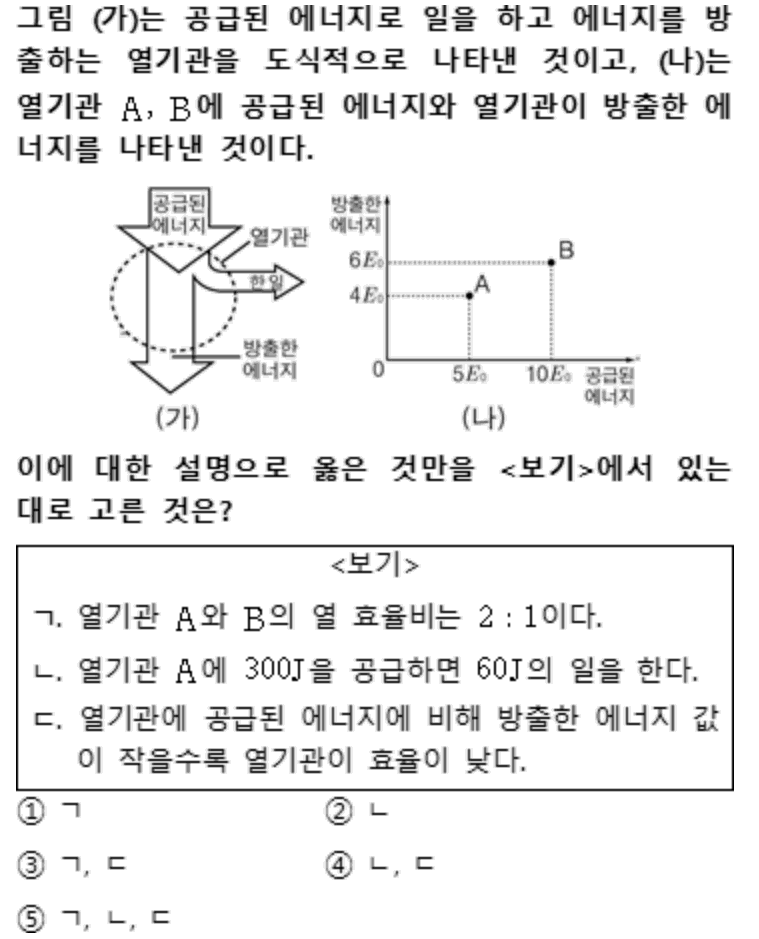 그림 (가)는 공급된 에너지로 일을 하고 에너지를 방
출하는 열기관을 도식적으로 나타낸 것이고, (나)는
열기관 A, B에 공급된 에너지와 열기관이 방출한 에
너지를 나타낸 것이다.
공급된
에너지
열기관
한 일
방출한
에너지
(가)
방출한
에너지
6E₀
4E₀
B
A
0
5E₀
10E₀
공급된
에너지
(나)
이에 대한 설명으로 옳은 것만을 <보기>에서 있는
대로 고른 것은?
<보기>
ㄱ. 열기관 A와 B의 열 효율비는 2 : 1이다.
ㄴ. 열기관 A에 300J을 공급하면 60J의 일을 한다.
ㄷ. 열기관에 공급된 에너지에 비해 방출한 에너지 값
이 작을수록 열기관이 효율이 낮다.
① ㄱ ② ㄴ
③ ㄱ, ㄷ ④ ㄴ, ㄷ
⑤ ㄱ, ㄴ, ㄷ